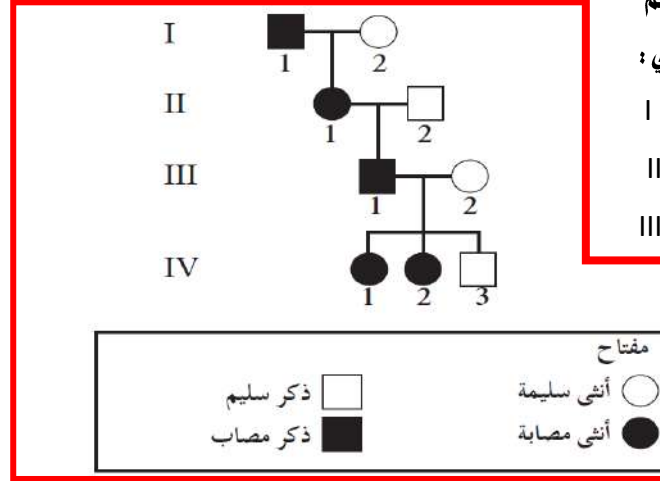 I
1 2
II
1 2
III
1 2
IV
1 2 3
I
II
III
مفتاح
أنثى سليمة ذكر سليم
أنثى مصابة ذكر مصاب